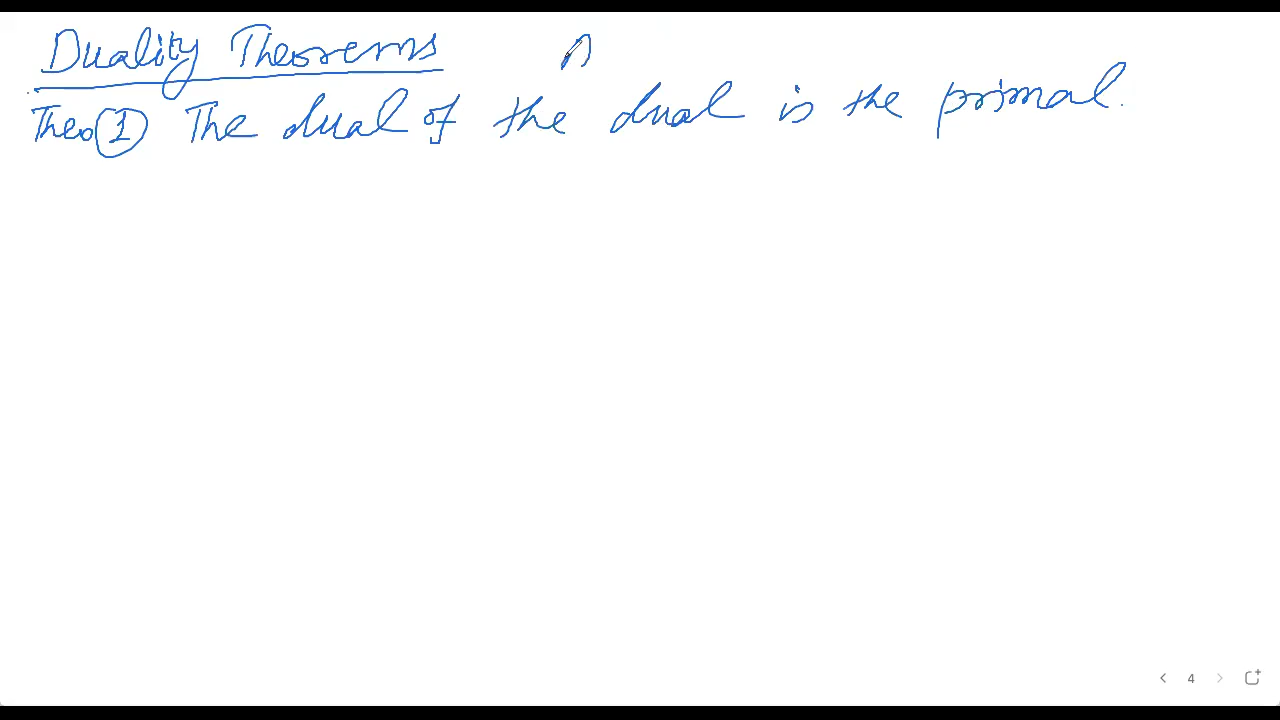 Duality Theorems
Theo 1 The dual of the dual is the primal.
4